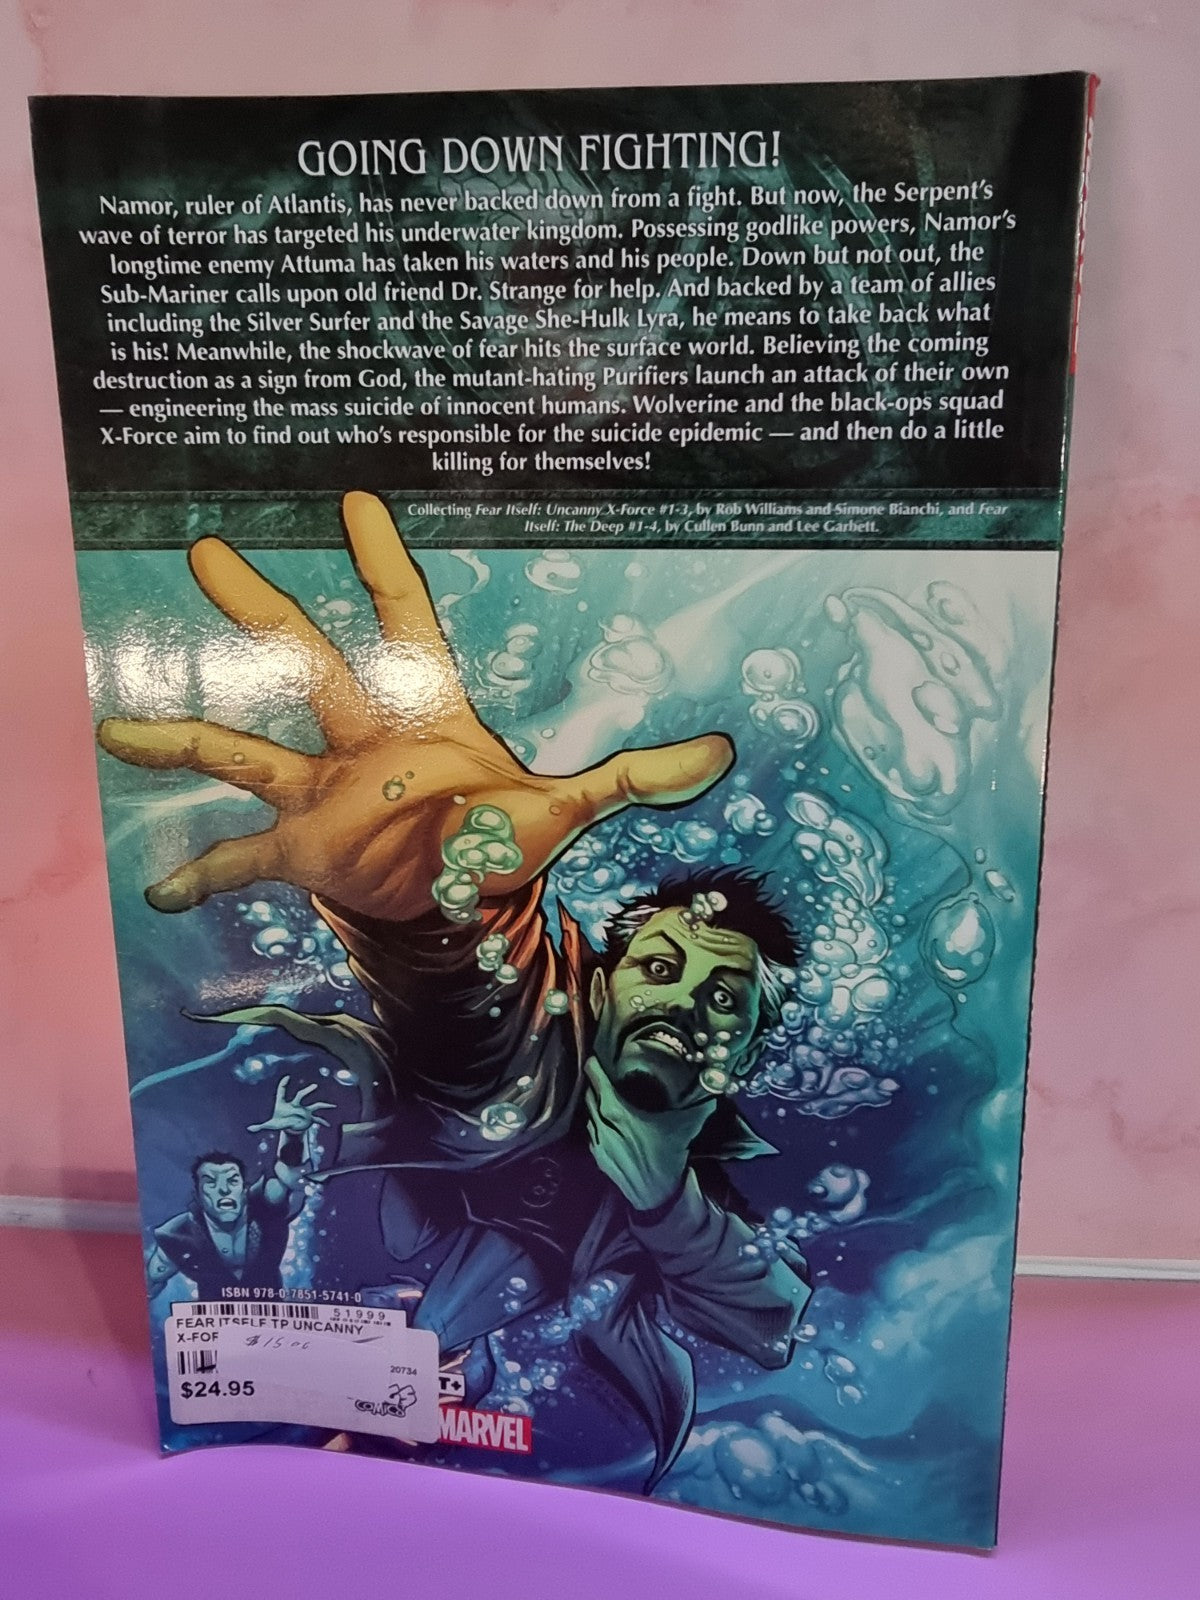 GOING DOWN FIGHTING!
Namor, ruler of Atlantis, has never backed down from a fight. But now, the Serpent's
wave of terror has targeted his underwater kingdom. Possessing godlike powers, Namor's
longtime enemy Attuma has taken his waters and his people. Down but not out, the
Sub-Mariner calls upon old friend Dr. Strange for help. And backed by a team of allies
including the Silver Surfer and the Savage She-Hulk Lyra, he means to take back what
is his! Meanwhile, the shockwave of fear hits the surface world. Believing the coming
destruction as a sign from God, the mutant-hating Purifiers launch an attack of their own
— engineering the mass suicide of innocent humans. Wolverine and the black-ops squad
X-Force aim to find out who's responsible for the suicide epidemic — and then do a little
killing for themselves!
Collecting Fear Itself: Uncanny X-Force #1-3, by Rob Williams and Simone Bianchi, and Fear
Itself: The Deep #1-4, by Cullen Bunn and Lee Garbett.
ISBN 978-0-7851-5741-0
51999
FEAR ITSELF TP UNCANNY
X-FOR
$15.00
20734
$24.95
COMICS
T+
MARVEL